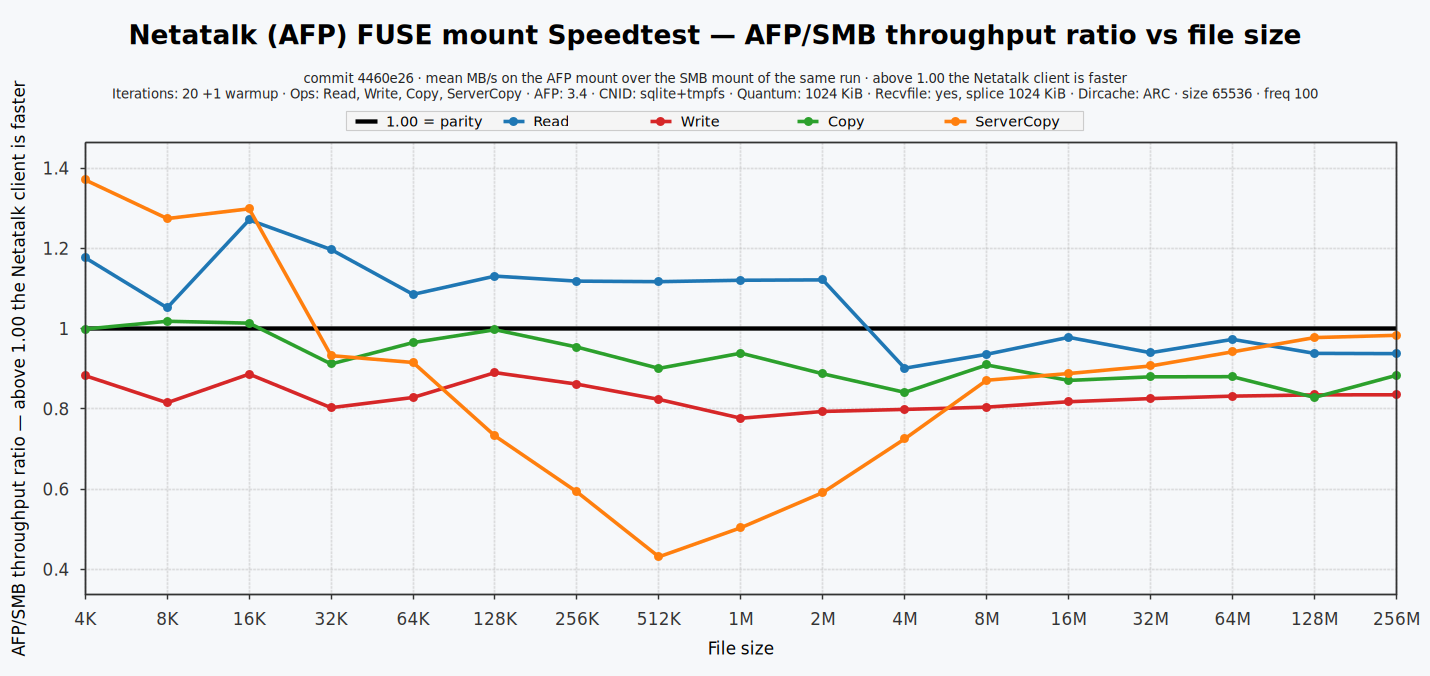 Netatalk (AFP) FUSE mount Speedtest — AFP/SMB throughput ratio vs file size
commit 4460e26 · mean MB/s on the AFP mount over the SMB mount of the same run · above 1.00 the Netatalk client is faster
Iterations: 20 +1 warmup · Ops: Read, Write, Copy, ServerCopy · AFP: 3.4 · CNID: sqlite+tmpfs · Quantum: 1024 KiB · Recvfile: yes, splice 1024 KiB · Dircache: ARC · size 65536 · freq 100
1.00 = parity Read Write Copy ServerCopy
AFP/SMB throughput ratio — above 1.00 the Netatalk client is faster
1.4
1.2
1
0.8
0.6
0.4
4K 8K 16K 32K 64K 128K 256K 512K 1M 2M 4M 8M 16M 32M 64M 128M 256M
File size